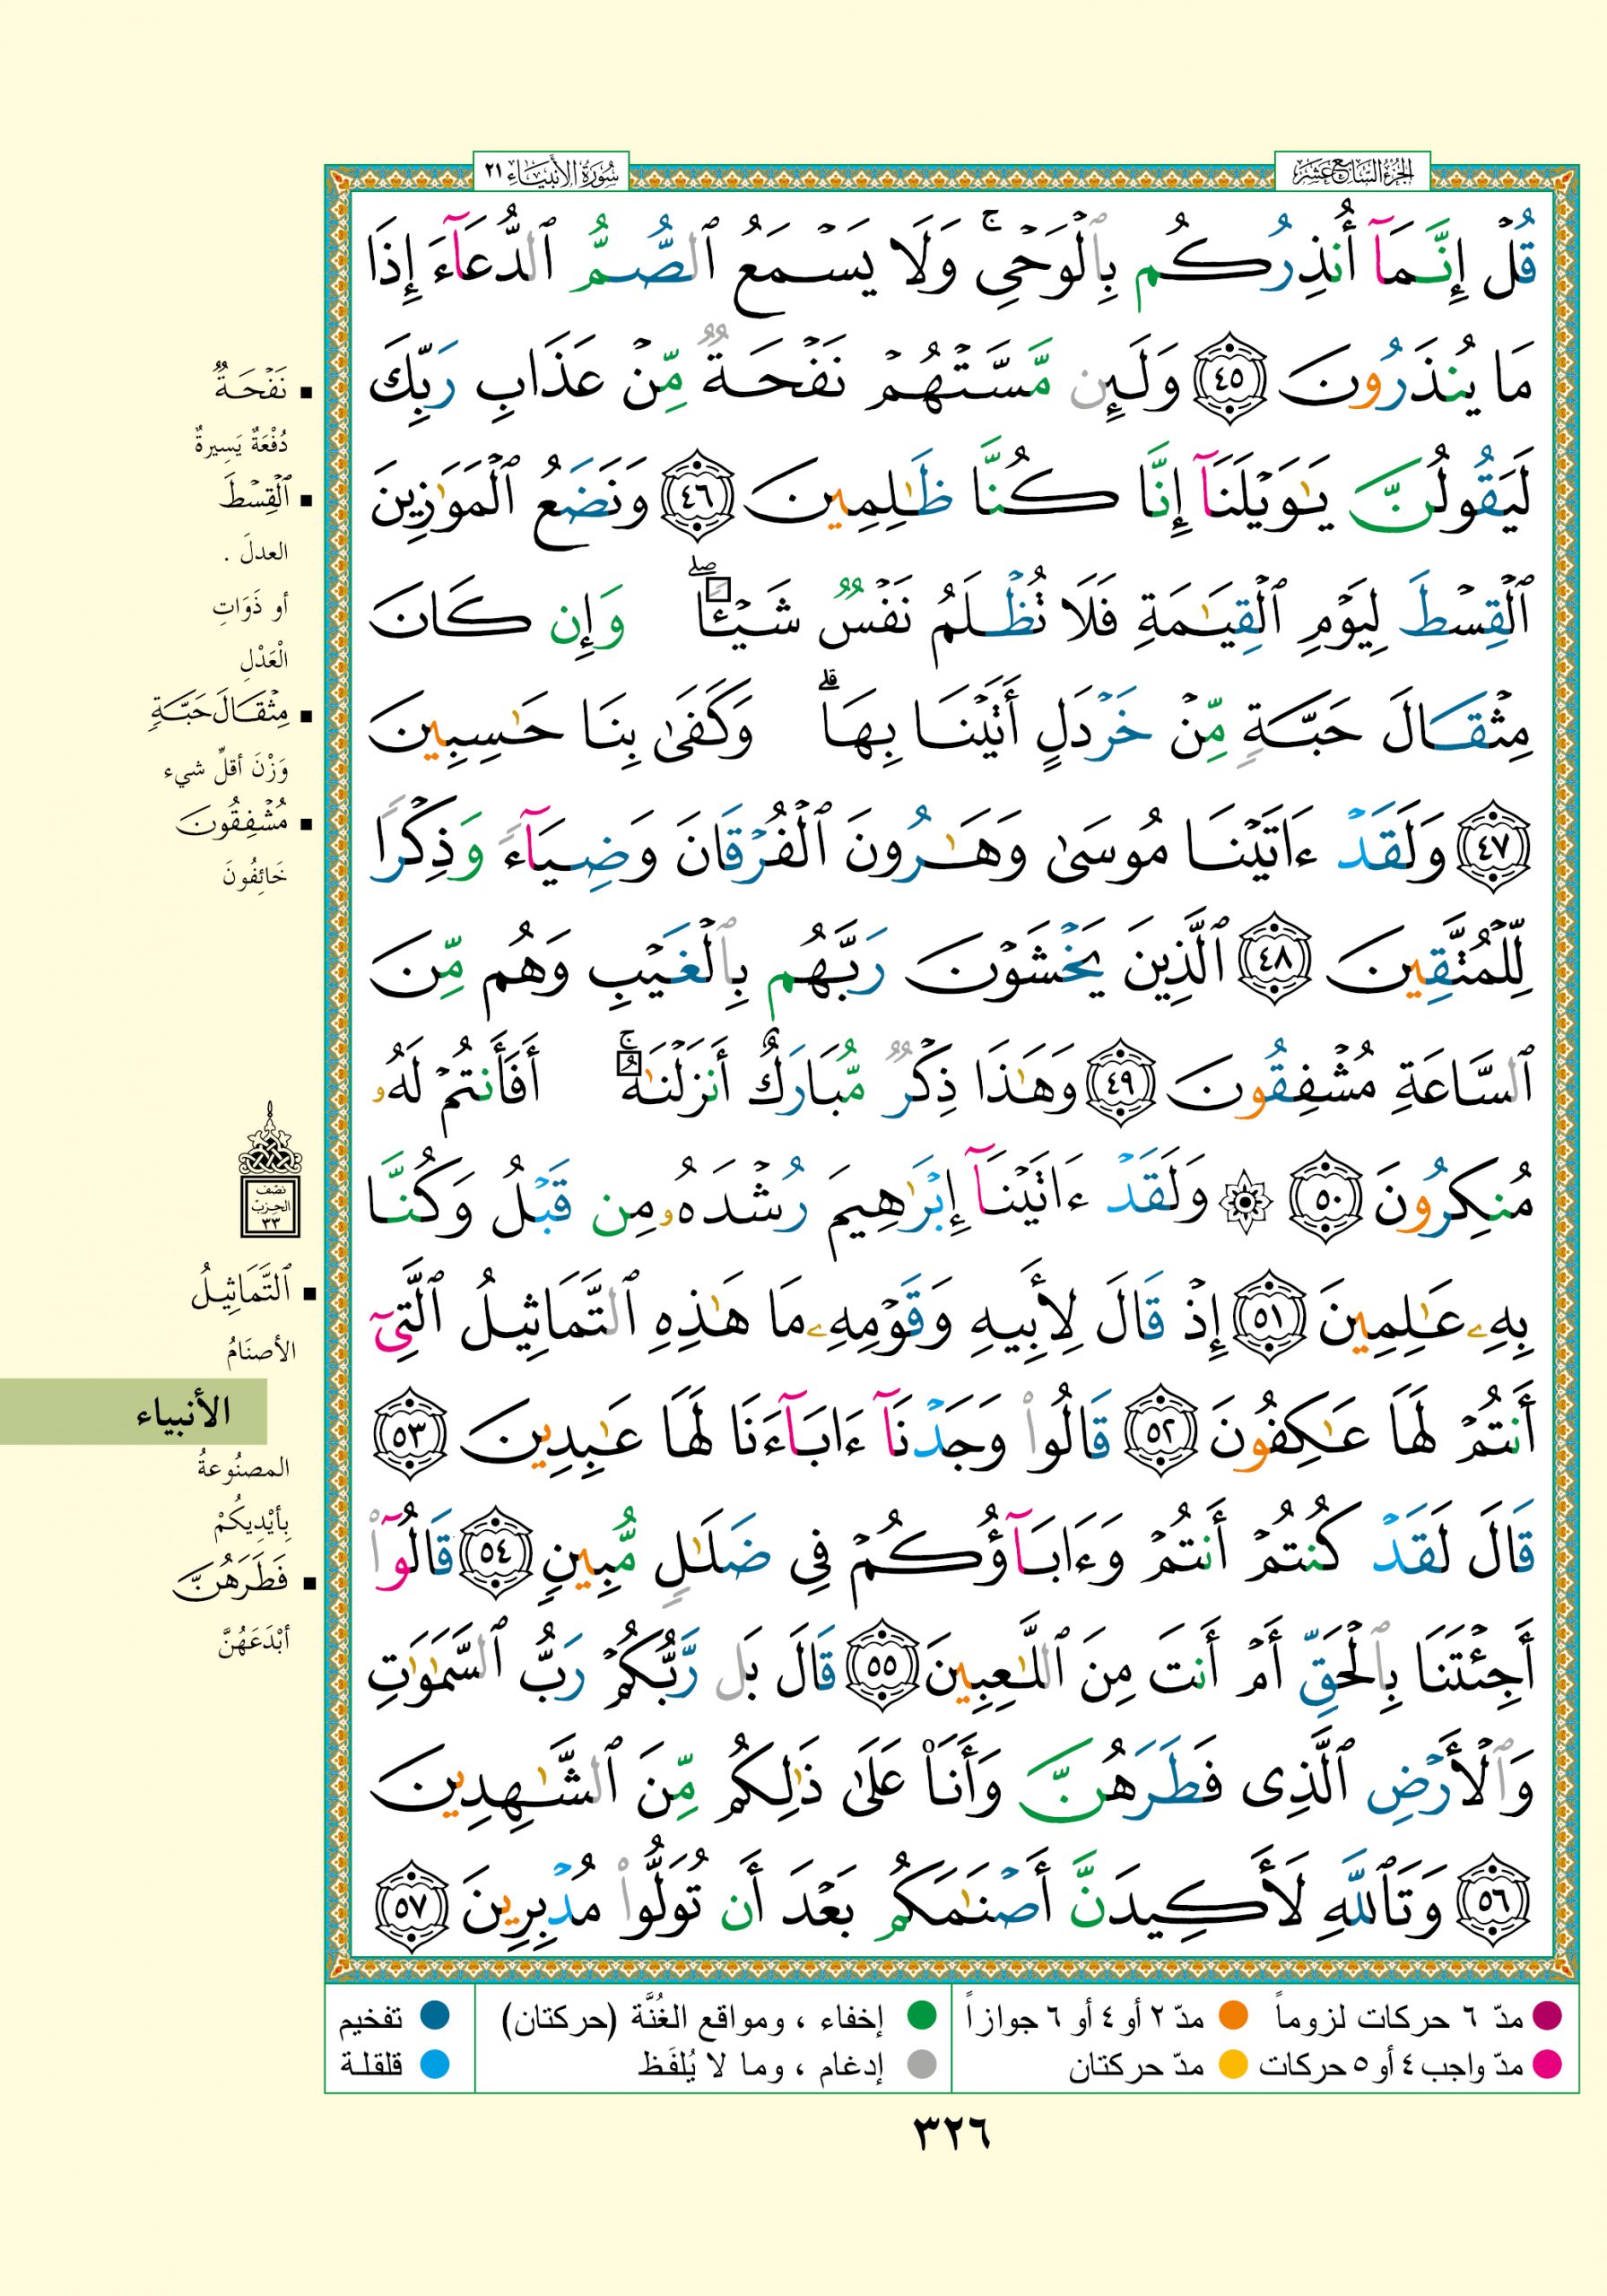 الجزء السابع عشر
سورة الأنبياء ٢١
قُلْ إِنَّمَآ أُنذِرُكُم بِٱلْوَحْىِ ۚ وَلَا يَسْمَعُ ٱلصُّمُّ ٱلدُّعَآءَ إِذَا
مَا يُنذَرُونَ ٤٥ وَلَئِن مَّسَّتْهُمْ نَفْحَةٌ مِّنْ عَذَابِ رَبِّكَ
لَيَقُولُنَّ يَٰوَيْلَنَآ إِنَّا كُنَّا ظَٰلِمِينَ ٤٦ وَنَضَعُ ٱلْمَوَٰزِينَ
ٱلْقِسْطَ لِيَوْمِ ٱلْقِيَٰمَةِ فَلَا تُظْلَمُ نَفْسٌ شَيْـًٔا ۖ وَإِن كَانَ
مِثْقَالَ حَبَّةٍ مِّنْ خَرْدَلٍ أَتَيْنَا بِهَا ۗ وَكَفَىٰ بِنَا حَٰسِبِينَ
٤٧ وَلَقَدْ ءَاتَيْنَا مُوسَىٰ وَهَٰرُونَ ٱلْفُرْقَانَ وَضِيَآءً وَذِكْرًا
لِّلْمُتَّقِينَ ٤٨ ٱلَّذِينَ يَخْشَوْنَ رَبَّهُم بِٱلْغَيْبِ وَهُم مِّنَ
ٱلسَّاعَةِ مُشْفِقُونَ ٤٩ وَهَٰذَا ذِكْرٌ مُّبَارَكٌ أَنزَلْنَٰهُ ۚ أَفَأَنتُمْ لَهُۥ
مُنكِرُونَ ٥٠ ۞ وَلَقَدْ ءَاتَيْنَآ إِبْرَٰهِيمَ رُشْدَهُۥ مِن قَبْلُ وَكُنَّا
بِهِۦ عَٰلِمِينَ ٥١ إِذْ قَالَ لِأَبِيهِ وَقَوْمِهِۦ مَا هَٰذِهِ ٱلتَّمَاثِيلُ ٱلَّتِىٓ
أَنتُمْ لَهَا عَٰكِفُونَ ٥٢ قَالُوا۟ وَجَدْنَآ ءَابَآءَنَا لَهَا عَٰبِدِينَ ٥٣
قَالَ لَقَدْ كُنتُمْ أَنتُمْ وَءَابَآؤُكُمْ فِى ضَلَٰلٍ مُّبِينٍ ٥٤ قَالُوٓا۟
أَجِئْتَنَا بِٱلْحَقِّ أَمْ أَنتَ مِنَ ٱللَّٰعِبِينَ ٥٥ قَالَ بَل رَّبُّكُمْ رَبُّ ٱلسَّمَٰوَٰتِ
وَٱلْأَرْضِ ٱلَّذِى فَطَرَهُنَّ وَأَنَا۠ عَلَىٰ ذَٰلِكُم مِّنَ ٱلشَّٰهِدِينَ
٥٦ وَتَٱللَّهِ لَأَكِيدَنَّ أَصْنَٰمَكُم بَعْدَ أَن تُوَلُّوا۟ مُدْبِرِينَ ٥٧
■ نَفْحَةٌ
دُفْعَةٌ يَسِيرةٌ
■ ٱلْقِسْطَ
العدلَ .
أو ذَوَاتِ
الْعَدْلِ
■ مِثْقَالَ حَبَّةٍ
وَزْنَ أقلِّ شيء
■ مُشْفِقُونَ
خَائِفُونَ
نصف
الحزب
٣٣
■ ٱلتَّمَاثِيلُ
الأصنَامُ
الأنبياء
المصنُوعةُ
بِأيْدِيكُمْ
■ فَطَرَهُنَّ
أبْدَعَهُنَّ
مدّ ٦ حركات لزوماً مدّ ٢ أو ٤ أو ٦ جوازاً إخفاء ، ومواقع الغُنَّة (حركتان) تفخيم
مدّ واجب ٤ أو ٥ حركات مدّ حركتان إدغام ، وما لا يُلفَظ قلقلة
٣٢٦